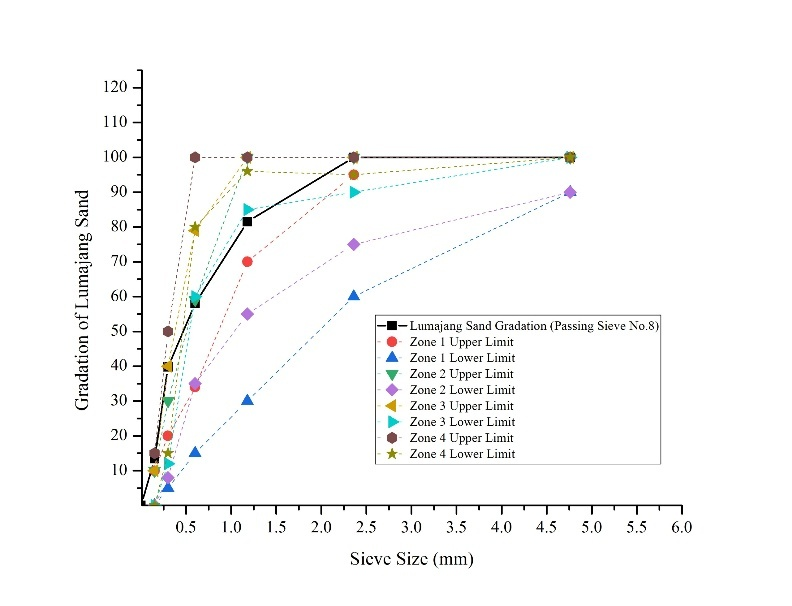 120
110
100
90
80
70
60
50
40
30
20
10
Gradation of Lumajang Sand
Lumajang Sand Gradation (Passing Sieve No.8)
Zone 1 Upper Limit
Zone 1 Lower Limit
Zone 2 Upper Limit
Zone 2 Lower Limit
Zone 3 Upper Limit
Zone 3 Lower Limit
Zone 4 Upper Limit
Zone 4 Lower Limit
0.5 1.0 1.5 2.0 2.5 3.0 3.5 4.0 4.5 5.0 5.5 6.0
Sieve Size (mm)